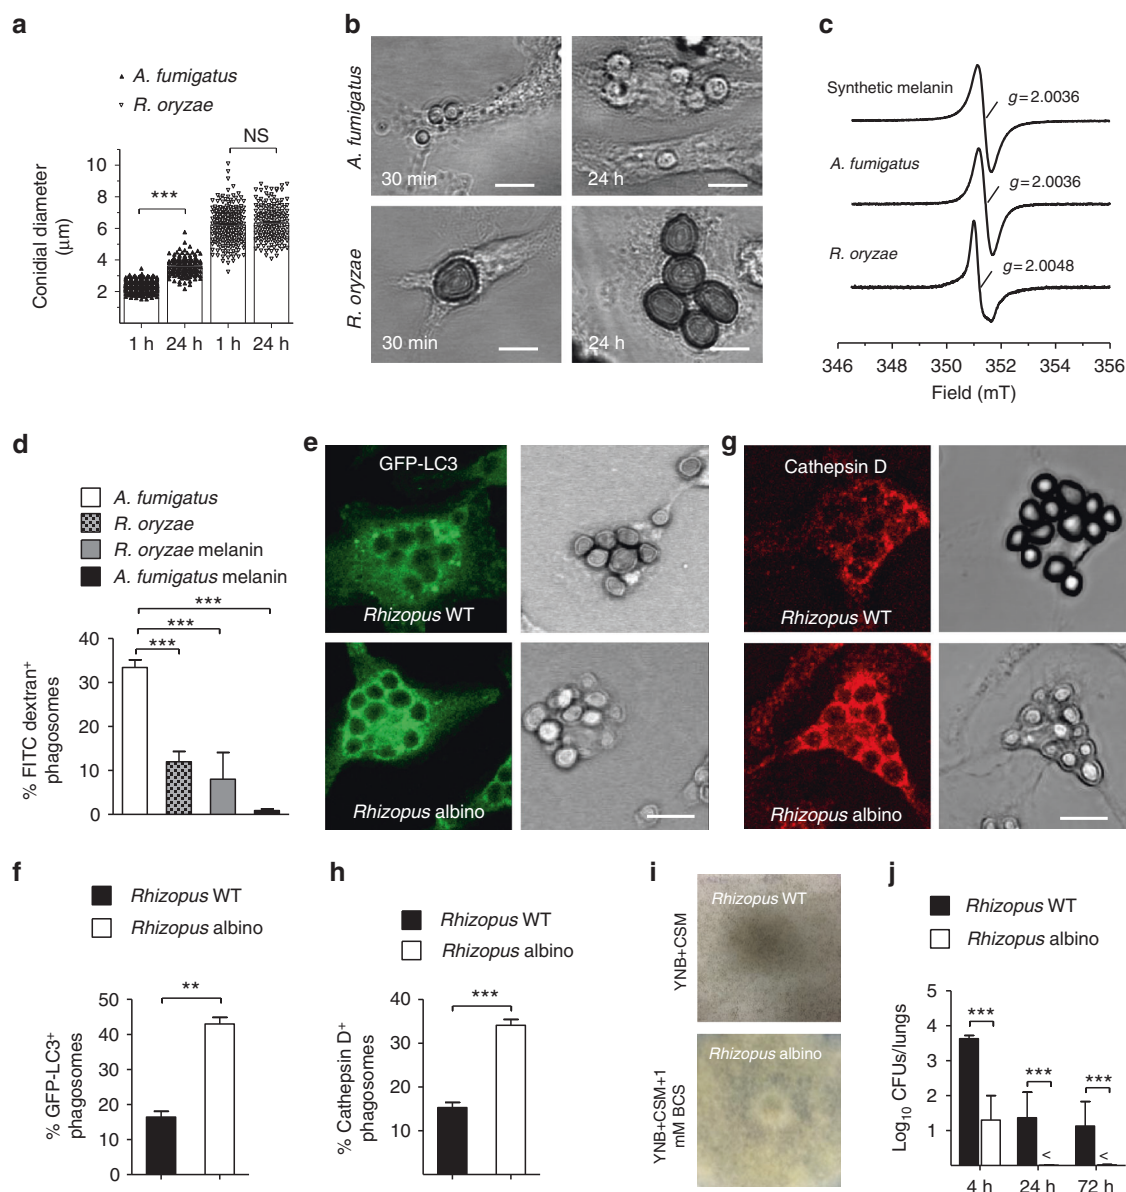 a
A. fumigatus
R. oryzae
NS
***
Conidial diameter
(μm)
10
8
6
4
2
1 h 24 h 1 h 24 h
b
A. fumigatus
30 min
24 h
R. oryzae
30 min
24 h
c
Synthetic melanin
g=2.0036
A. fumigatus
g=2.0036
R. oryzae
g=2.0048
346 348 350 352 354 356
Field (mT)
d
A. fumigatus
R. oryzae
R. oryzae melanin
A. fumigatus melanin
***
***
***
% FITC dextran⁺
phagosomes
40
30
20
10
0
e
GFP-LC3
Rhizopus WT
Rhizopus albino
g
Cathepsin D
Rhizopus WT
Rhizopus albino
f
Rhizopus WT
Rhizopus albino
**
% GFP-LC3⁺
phagosomes
50
40
30
20
10
0
h
Rhizopus WT
Rhizopus albino
***
% Cathepsin D⁺
phagosomes
40
30
20
10
i
YNB+CSM
Rhizopus WT
YNB+CSM+1
mM BCS
Rhizopus albino
j
Rhizopus WT
Rhizopus albino
Log₁₀ CFUs/lungs
5
4
3
2
1
***
***
***
< <
4 h 24 h 72 h